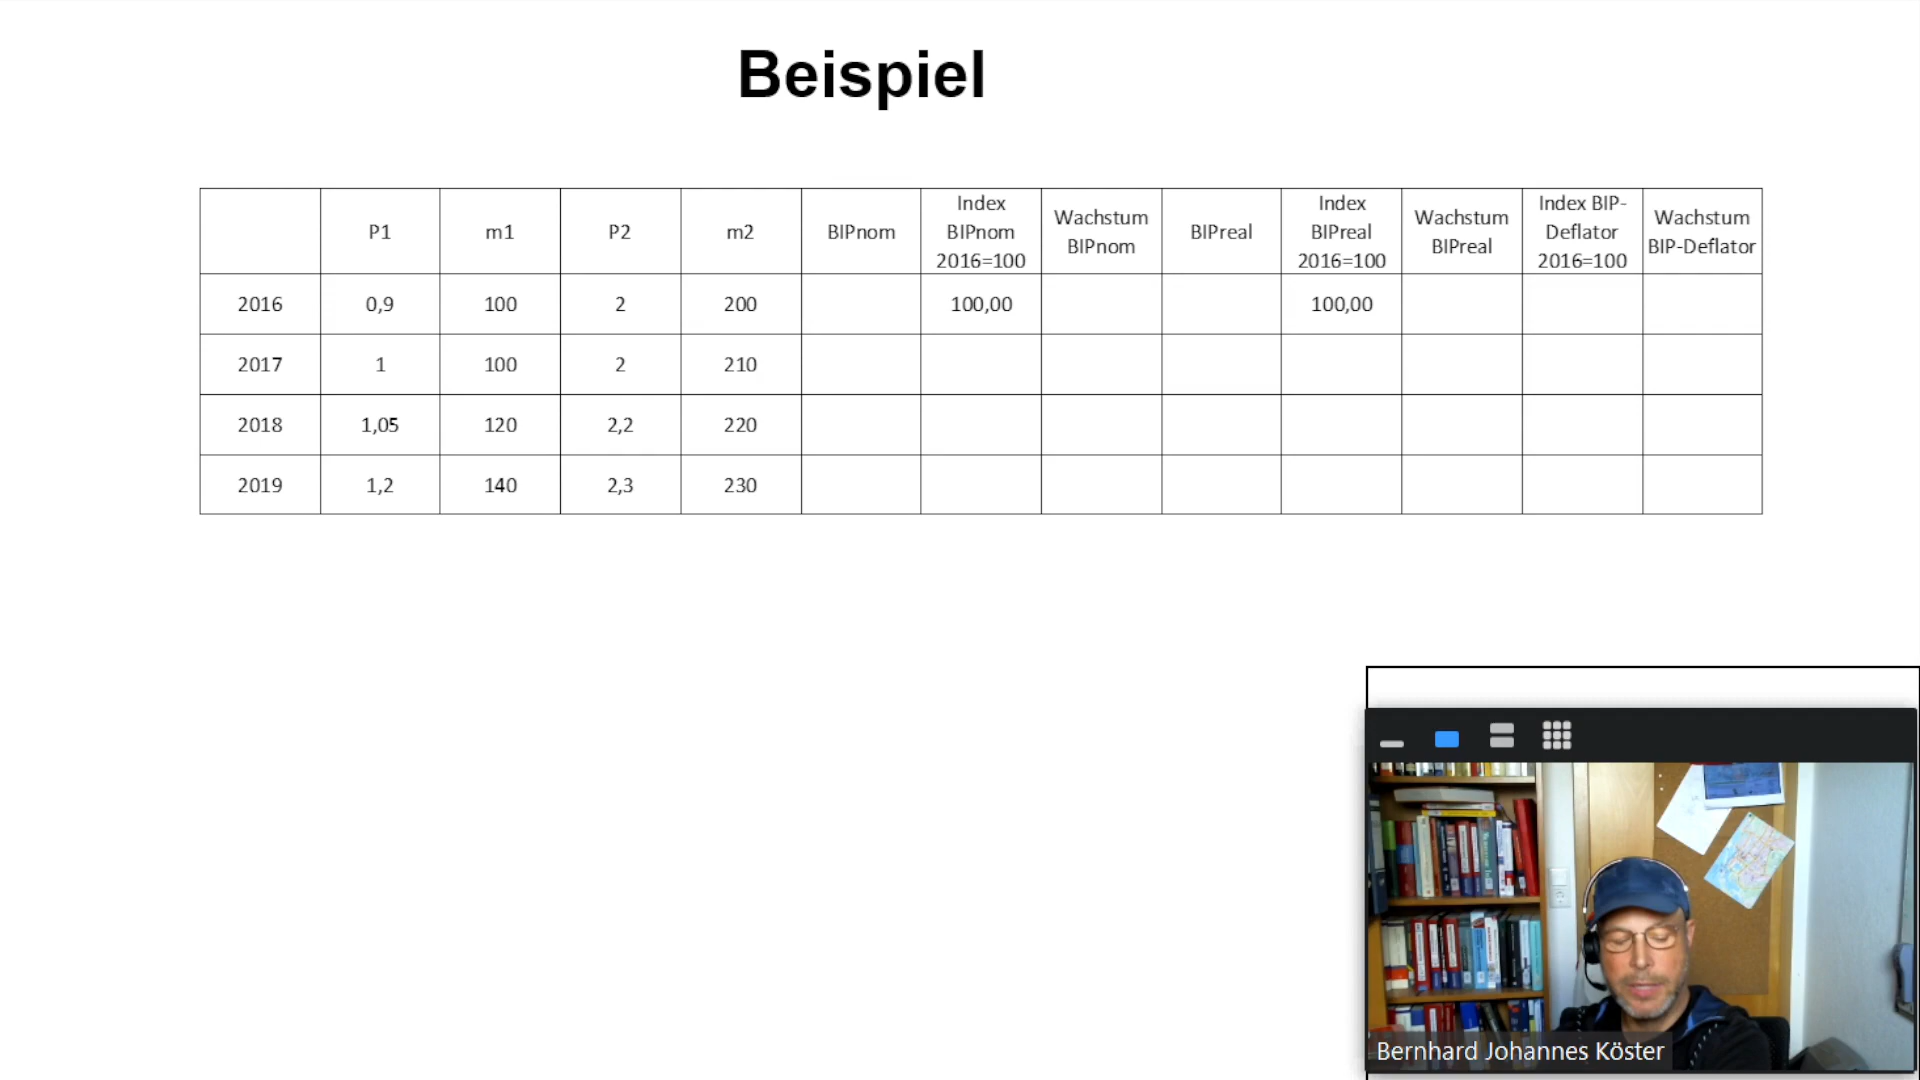 Beispiel
P1 m1 P2 m2 BIPnom Index BIPnom 2016=100 Wachstum BIPnom BIPreal Index BIPreal 2016=100 Wachstum BIPreal Index BIP-Deflator 2016=100 Wachstum BIP-Deflator
2016 0,9 100 2 200 100,00 100,00
2017 1 100 2 210
2018 1,05 120 2,2 220
2019 1,2 140 2,3 230
Bernhard Johannes Köster